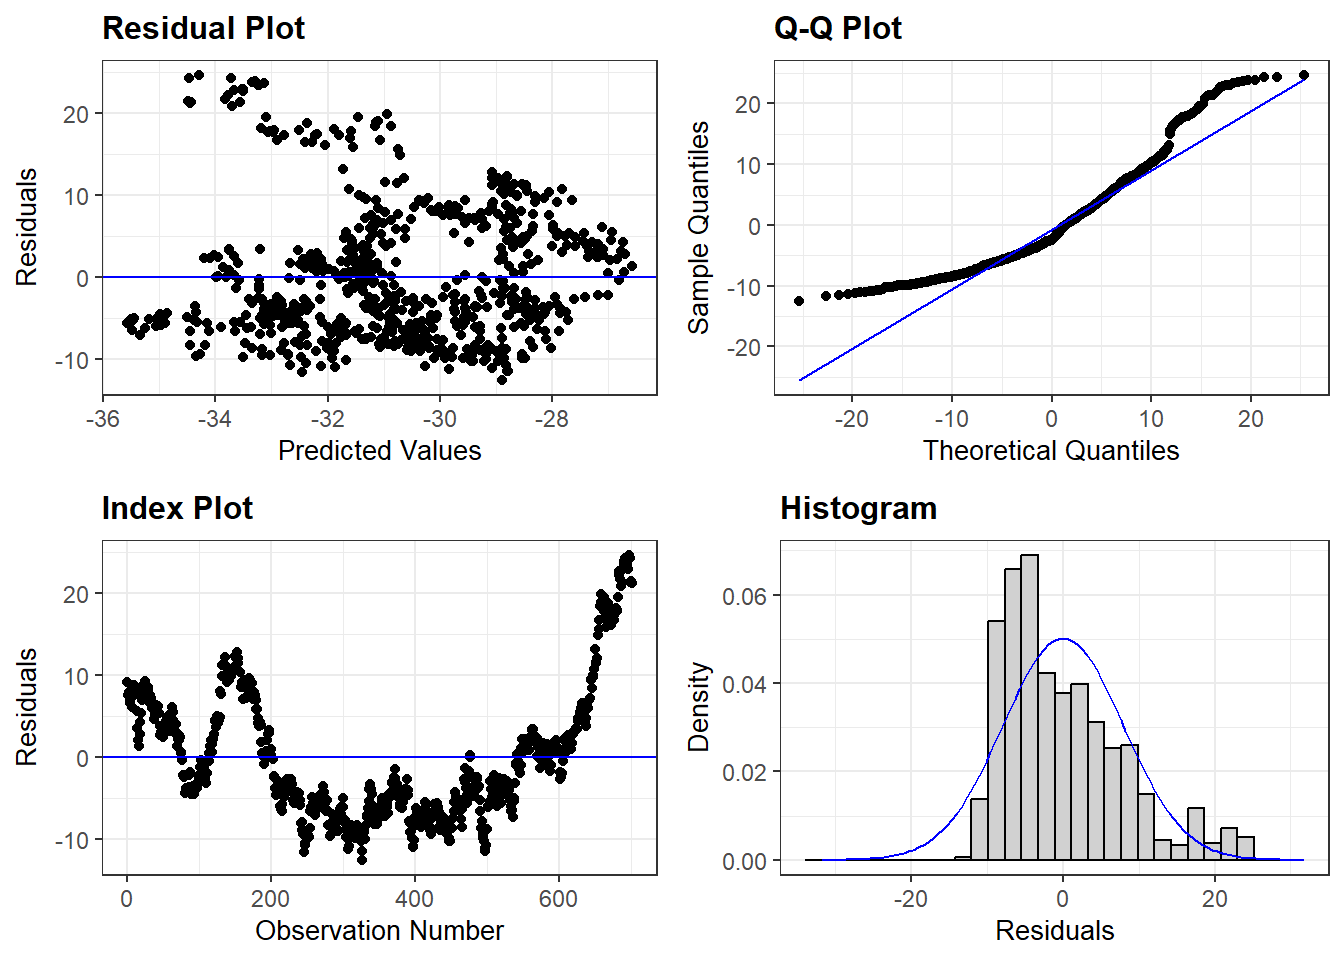 Residual Plot
Residuals
20
10
0
-10
-36
-34
-32
-30
-28
Predicted Values
Q-Q Plot
Sample Quantiles
20
10
0
-10
-20
-20
-10
0
10
20
Theoretical Quantiles
Index Plot
Residuals
20
10
0
-10
0
200
400
600
Observation Number
Histogram
Density
0.06
0.04
0.02
0.00
-20
0
20
Residuals